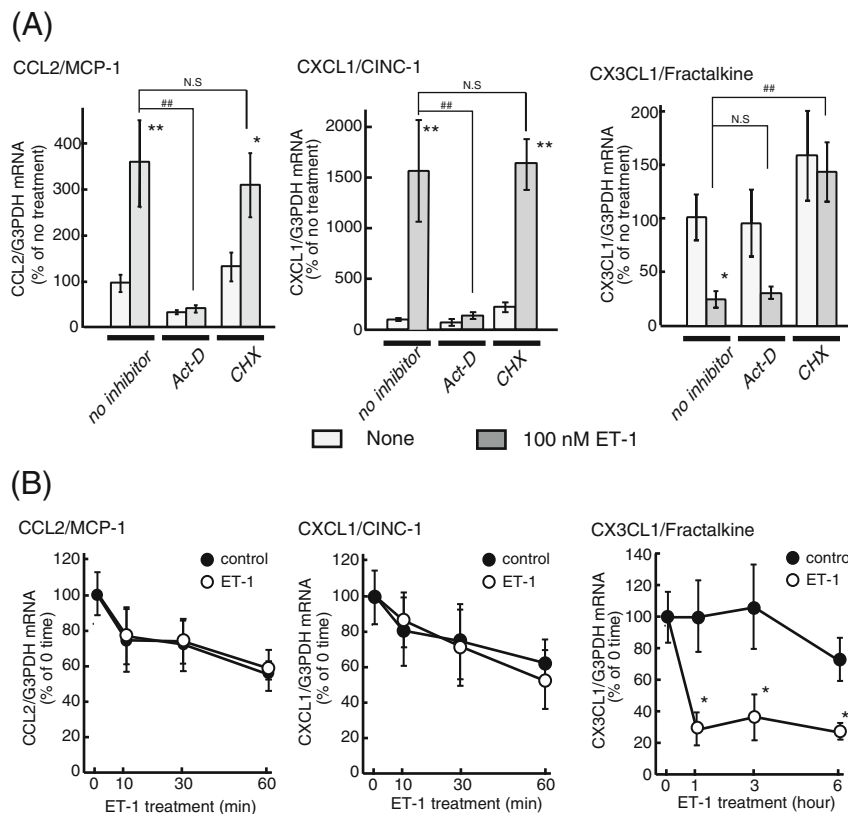 (A)
CCL2/MCP-1
N.S
##
**
*
CCL2/G3PDH mRNA
(% of no treatment)
400
300
200
100
0
no inhibitor
Act-D
CHX
CXCL1/CINC-1
N.S
##
**
**
CXCL1/G3PDH mRNA
(% of no treatment)
2000
1500
1000
500
0
no inhibitor
Act-D
CHX
CX3CL1/Fractalkine
##
N.S
*
CX3CL1/G3PDH mRNA
(% of no treatment)
200
150
100
50
0
no inhibitor
Act-D
CHX
None
100 nM ET-1
(B)
CCL2/MCP-1
control
ET-1
CCL2/G3PDH mRNA
(% of 0 time)
120
100
80
60
40
20
0
0 10 30 60
ET-1 treatment (min)
CXCL1/CINC-1
control
ET-1
CXCL1/G3PDH mRNA
(% of 0 time)
120
100
80
60
40
20
0
0 10 30 60
ET-1 treatment (min)
CX3CL1/Fractalkine
control
ET-1
CX3CL1/G3PDH mRNA
(% of 0 time)
140
120
100
80
60
40
20
0
* * *
0 1 3 6
ET-1 treatment (hour)